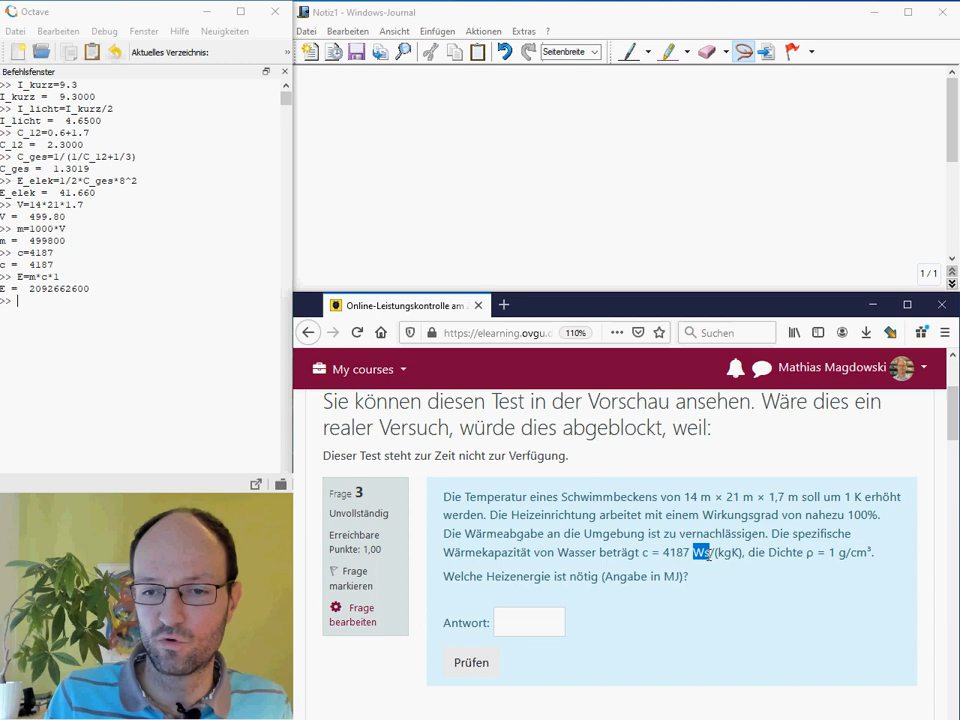 Octave
Datei Bearbeiten Debug Fenster Hilfe Neuigkeiten
Aktuelles Verzeichnis: »
Befehlsfenster
>> I_kurz=9.3
I_kurz = 9.3000
>> I_licht=I_kurz/2
I_licht = 4.6500
>> C_12=0.6+1.7
C_12 = 2.3000
>> C_ges=1/(1/C_12+1/3)
C_ges = 1.3019
>> E_elek=1/2*C_ges*8^2
E_elek = 41.660
>> V=14*21*1.7
V = 499.80
>> m=1000*V
m = 499800
>> c=4187
c = 4187
>> E=m*c*1
E = 2092662600
>>
Notiz1 - Windows-Journal
Datei Bearbeiten Ansicht Einfügen Aktionen Extras ?
Seitenbreite
1 / 1
Online-Leistungskontrolle am
https://elearning.ovgu.d
110%
Suchen
My courses
Mathias Magdowski
Sie können diesen Test in der Vorschau ansehen. Wäre dies ein
realer Versuch, würde dies abgeblockt, weil:
Dieser Test steht zur Zeit nicht zur Verfügung.
Frage 3
Unvollständig
Erreichbare
Punkte: 1,00
Frage
markieren
Frage
bearbeiten
Die Temperatur eines Schwimmbeckens von 14 m × 21 m × 1,7 m soll um 1 K erhöht
werden. Die Heizeinrichtung arbeitet mit einem Wirkungsgrad von nahezu 100%.
Die Wärmeabgabe an die Umgebung ist zu vernachlässigen. Die spezifische
Wärmekapazität von Wasser beträgt c = 4187 Ws/(kgK), die Dichte ρ = 1 g/cm³.
Welche Heizenergie ist nötig (Angabe in MJ)?
Antwort:
Prüfen